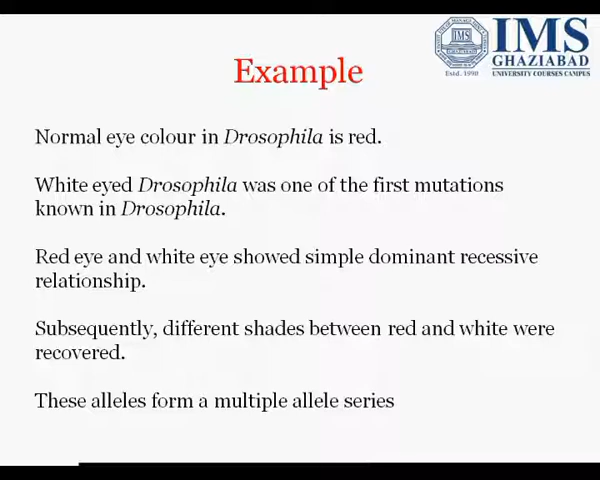 IMS
GHAZIABAD
Estd. 1990
UNIVERSITY COURSES CAMPUS
Example
Normal eye colour in Drosophila is red.
White eyed Drosophila was one of the first mutations
known in Drosophila.
Red eye and white eye showed simple dominant recessive
relationship.
Subsequently, different shades between red and white were
recovered.
These alleles form a multiple allele series